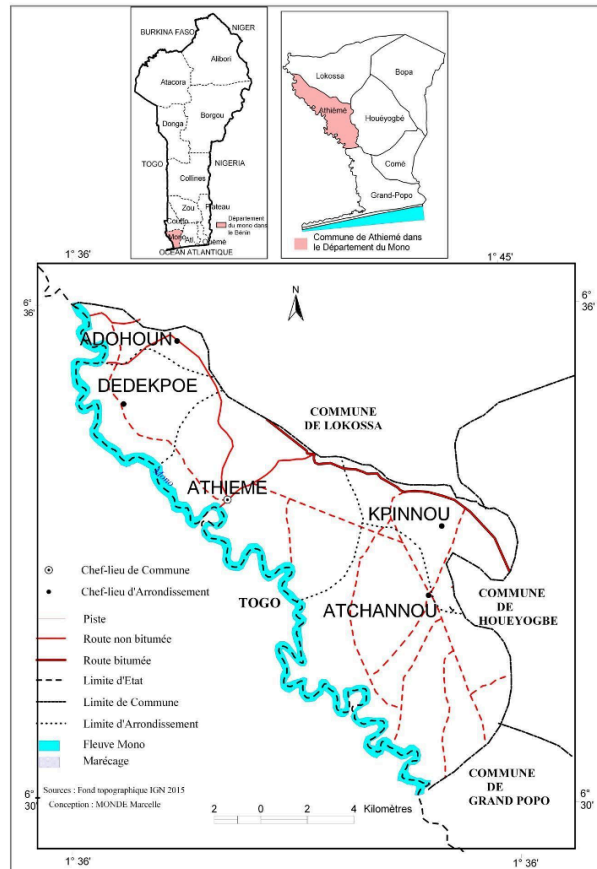 BURKINA FASO
NIGER
Alibori
Atacora
Borgou
Donga
TOGO
NIGERIA
Collines
Zou
Plateau
Couffo
Mono
Atl.
Ouémé
OCEAN ATLANTIQUE
Département
du mono dans
le Bénin
Lokossa
Bopa
Athiémé
Houéyogbé
Comé
Grand-Popo
Commune de Athiemé dans
le Département du Mono
1° 36'
1° 45'
6°
36'
6°
36'
N
ADOHOUN
DEDEKPOE
COMMUNE
DE LOKOSSA
Mono
ATHIEME
KPINNOU
TOGO
ATCHANNOU
COMMUNE
DE
HOUEYOGBE
Chef-lieu de Commune
Chef-lieu d'Arrondissement
Piste
Route non bitumée
Route bitumée
Limite d'Etat
Limite de Commune
Limite d'Arrondissement
Fleuve Mono
Marécage
COMMUNE
DE
GRAND POPO
Sources : Fond topographique IGN 2015
Conception : MONDE Marcelle
2 0 2 4 Kilomètres
6°
30'
6°
30'
1° 36'
1° 36'